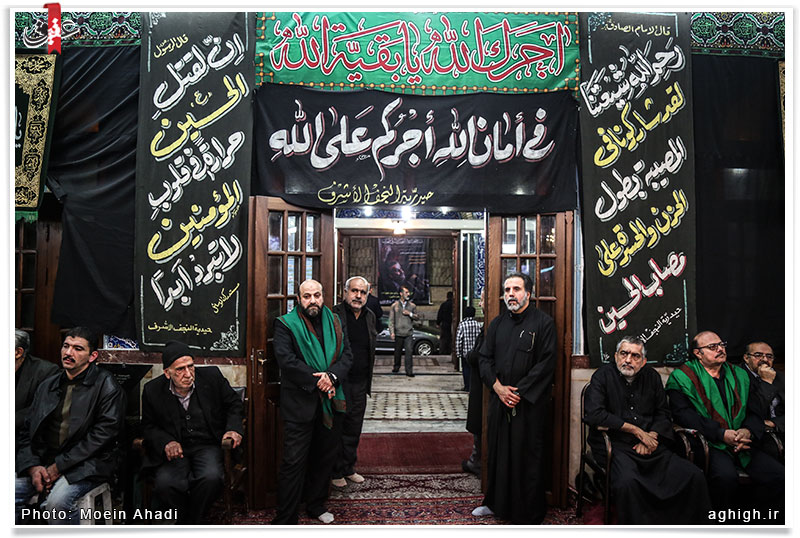 اجرك الله يا بقية الله
في أمان الله أجركم على الله
حيدرية النجف الأشرف
قال الامام الصادق
رحم الله شيعتنا
لقد شاركونا في
المصيبة بطول
الحزن والحسرة على
مصاب الحسين
حيدرية النجف الأشرف
قال الرسول
إنّ لقتل
الحسين ع
حرارة في قلوب
المؤمنين
لا تبرد أبداً
حيدرية النجف الأشرف
Photo: Moein Ahadi
aghigh.ir